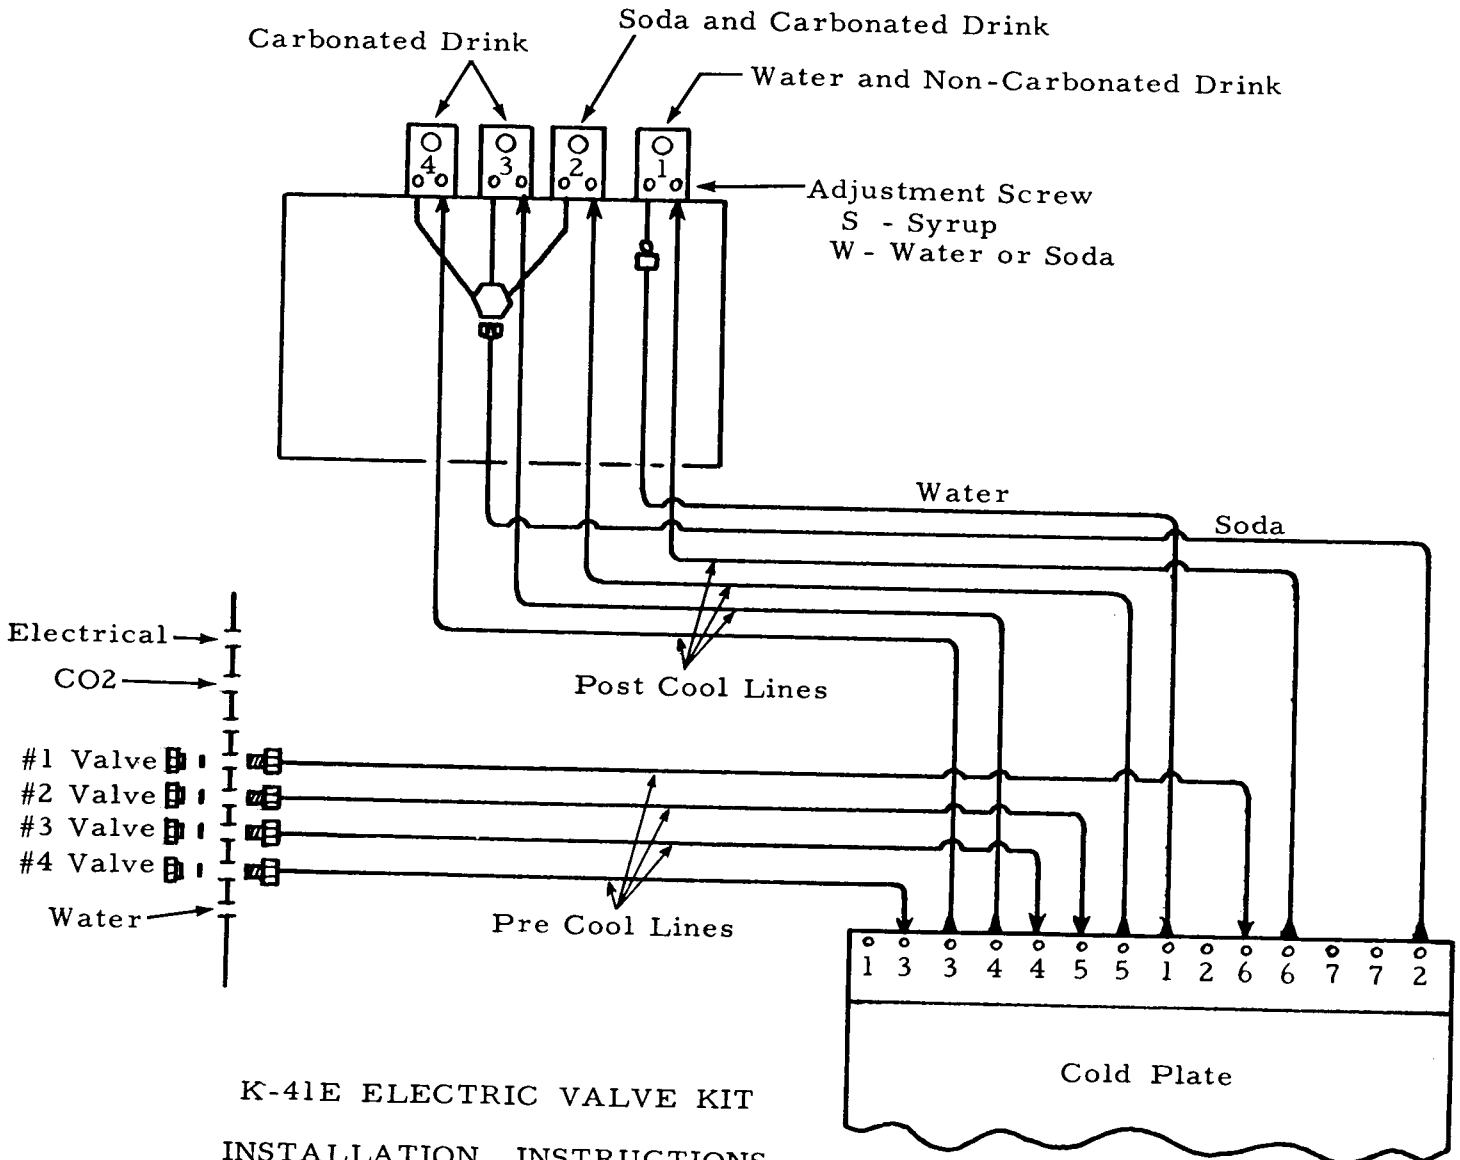 Soda and Carbonated Drink
Carbonated Drink
Water and Non-Carbonated Drink
4 3 2 1
Adjustment Screw
S - Syrup
W - Water or Soda
Water
Soda
Electrical
CO2
Post Cool Lines
#1 Valve
#2 Valve
#3 Valve
#4 Valve
Water
Pre Cool Lines
1 3 3 4 4 5 5 1 2 6 6 7 7 2
Cold Plate
K-41E ELECTRIC VALVE KIT
INSTALLATION INSTRUCTIONS